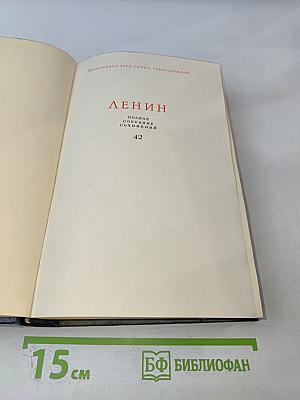 ПРОЛЕТАРИИ ВСЕХ СТРАН, СОЕДИНЯЙТЕСЬ!
ЛЕНИН
ПОЛНОЕ
СОБРАНИЕ
СОЧИНЕНИЙ
42
15 см
БФ БИБЛИОФАН